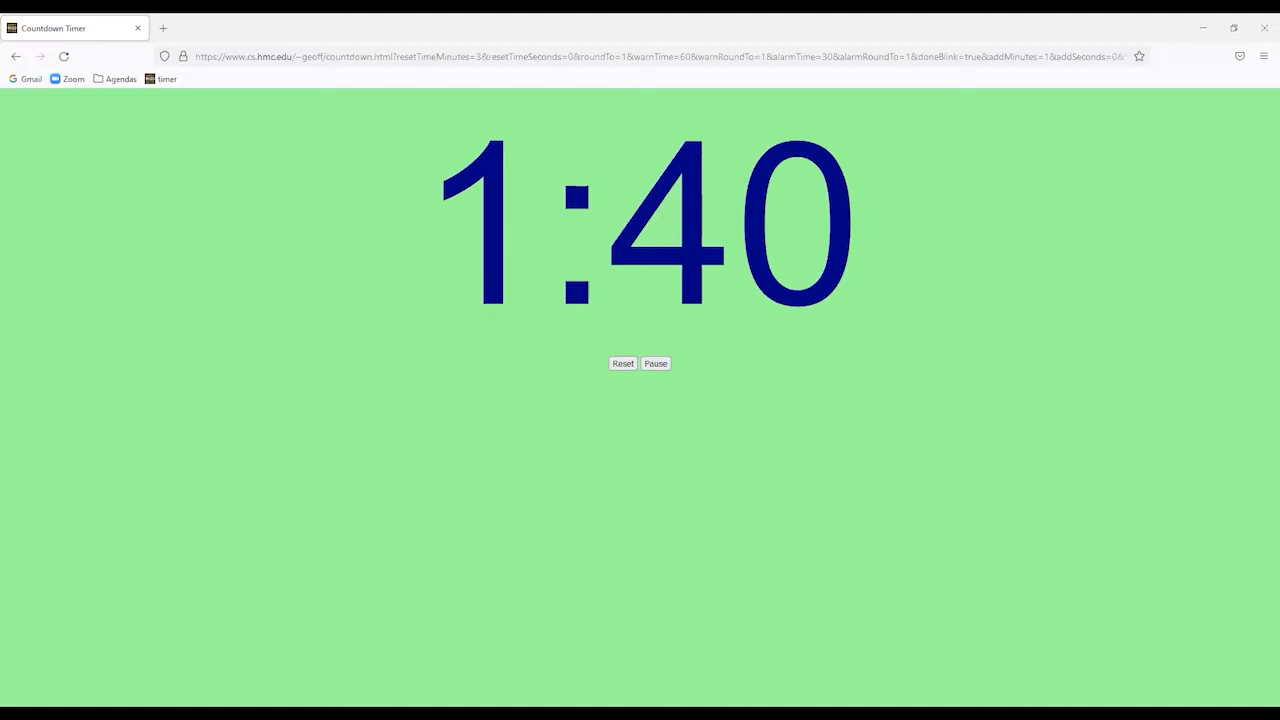 Countdown Timer
https://www.cs.hmc.edu/~geoff/countdown.html?resetTimeMinutes=3&resetTimeSeconds=0&roundTo=1&warnTime=60&warnRoundTo=1&alarmTime=30&alarmRoundTo=1&doneBlink=true&addMinutes=1&addSeconds=0&
Gmail Zoom Agendas timer
1:40
Reset Pause